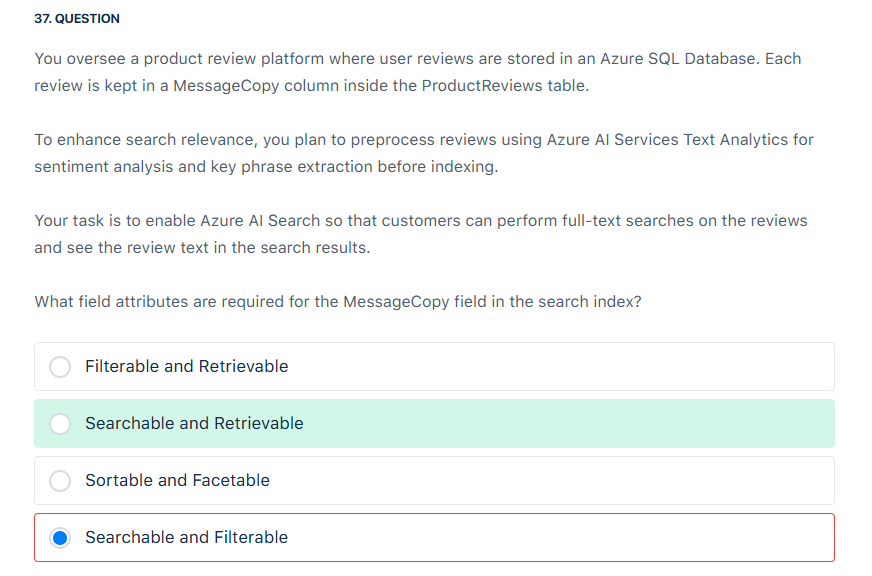 37. QUESTION
You oversee a product review platform where user reviews are stored in an Azure SQL Database. Each
review is kept in a MessageCopy column inside the ProductReviews table.
To enhance search relevance, you plan to preprocess reviews using Azure AI Services Text Analytics for
sentiment analysis and key phrase extraction before indexing.
Your task is to enable Azure AI Search so that customers can perform full-text searches on the reviews
and see the review text in the search results.
What field attributes are required for the MessageCopy field in the search index?
Filterable and Retrievable
Searchable and Retrievable
Sortable and Facetable
Searchable and Filterable